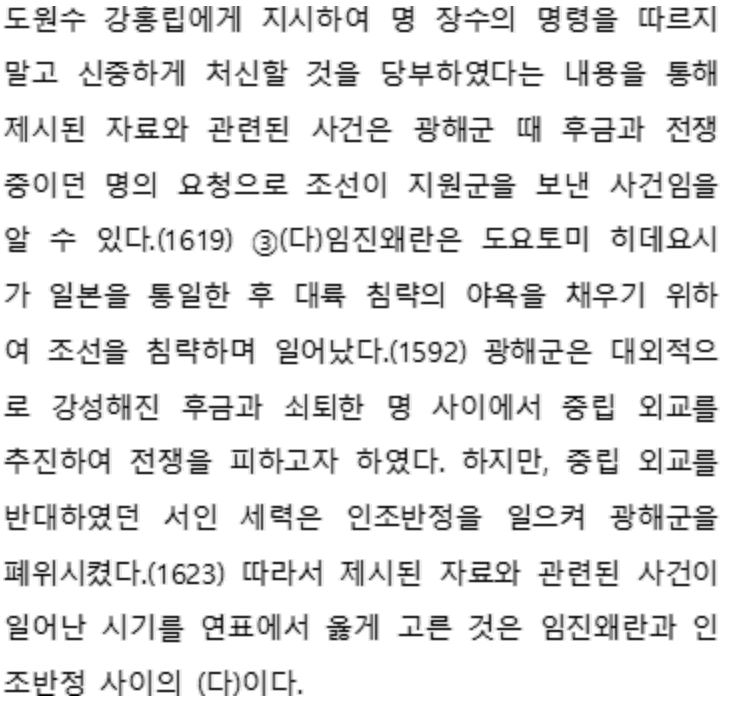 도원수 강홍립에게 지시하여 명 장수의 명령을 따르지
말고 신중하게 처신할 것을 당부하였다는 내용을 통해
제시된 자료와 관련된 사건은 광해군 때 후금과 전쟁
중이던 명의 요청으로 조선이 지원군을 보낸 사건임을
알 수 있다.(1619) ③(다)임진왜란은 도요토미 히데요시
가 일본을 통일한 후 대륙 침략의 야욕을 채우기 위하
여 조선을 침략하며 일어났다.(1592) 광해군은 대외적으
로 강성해진 후금과 쇠퇴한 명 사이에서 중립 외교를
추진하여 전쟁을 피하고자 하였다. 하지만, 중립 외교를
반대하였던 서인 세력은 인조반정을 일으켜 광해군을
폐위시켰다.(1623) 따라서 제시된 자료와 관련된 사건이
일어난 시기를 연표에서 옳게 고른 것은 임진왜란과 인
조반정 사이의 (다)이다.